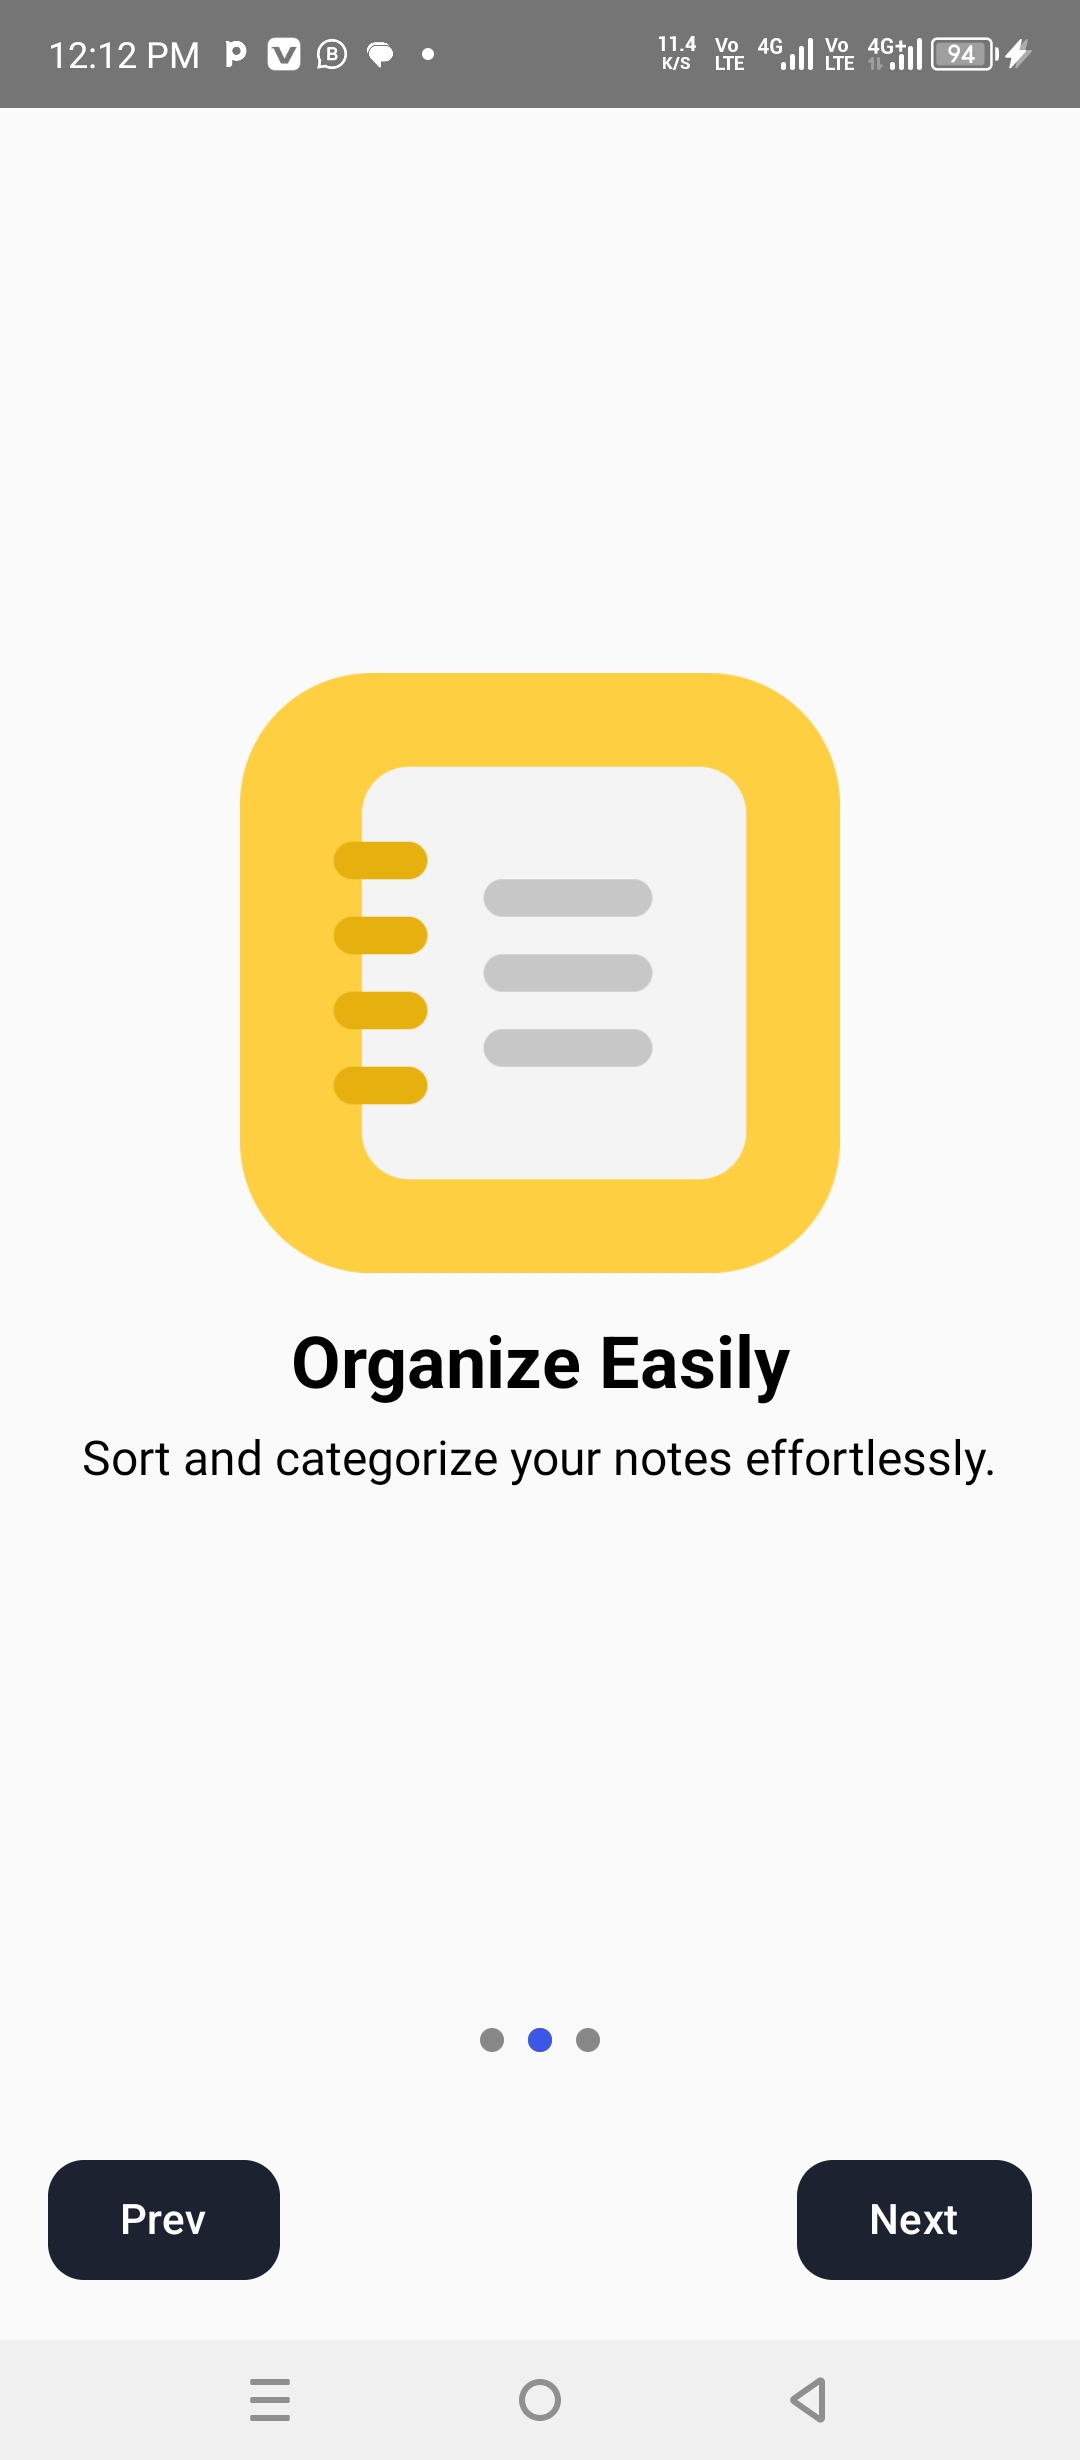 12:12 PM
11.4 K/S Vo LTE 4G Vo LTE 4G+ 94
Organize Easily
Sort and categorize your notes effortlessly.
Prev Next